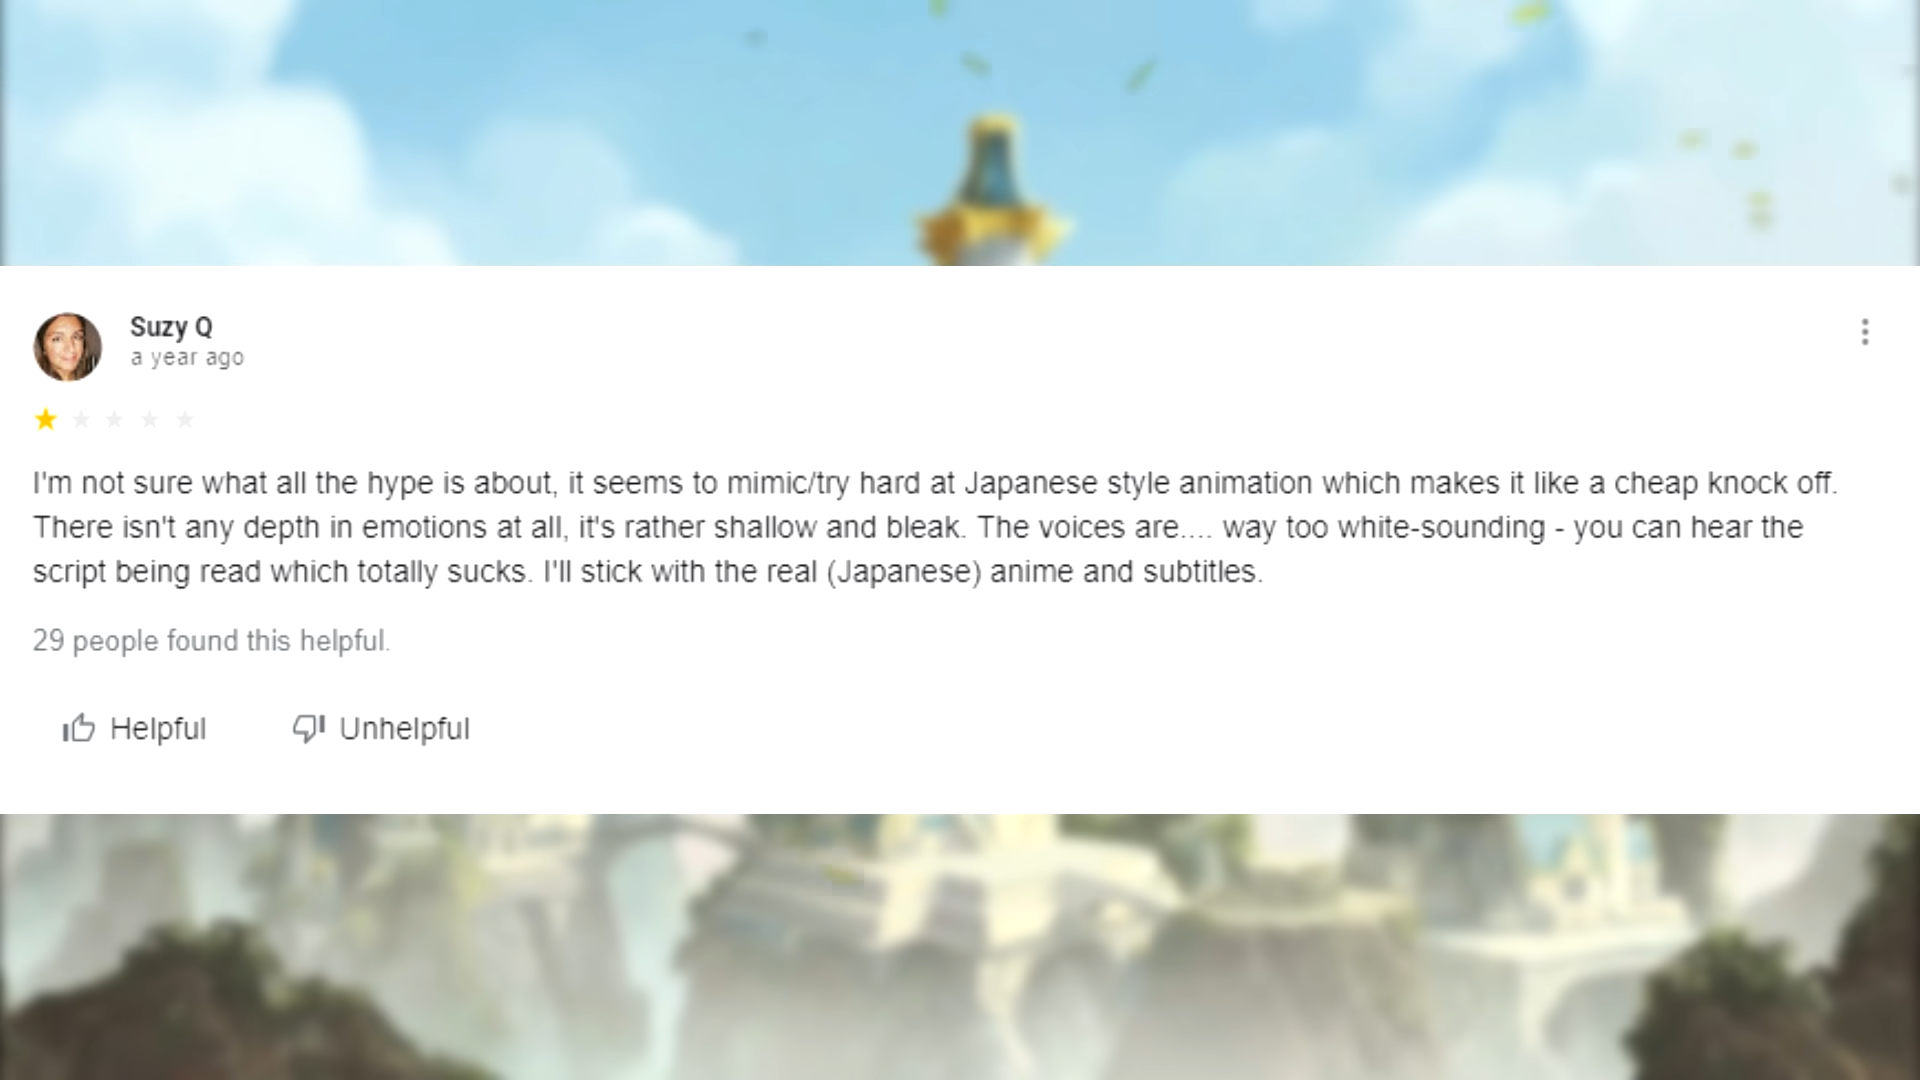 Suzy Q
a year ago
I'm not sure what all the hype is about, it seems to mimic/try hard at Japanese style animation which makes it like a cheap knock off.
There isn't any depth in emotions at all, it's rather shallow and bleak. The voices are.... way too white-sounding - you can hear the
script being read which totally sucks. I'll stick with the real (Japanese) anime and subtitles.
29 people found this helpful.
Helpful Unhelpful